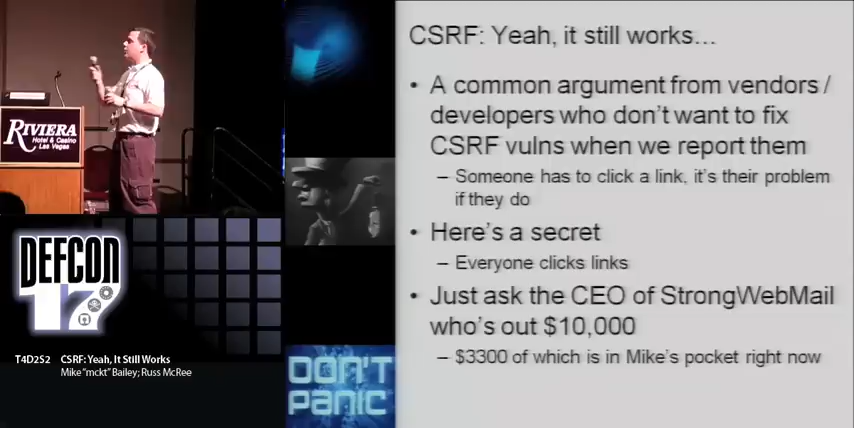 RIVIERA
Hotel & Casino
Las Vegas
DEFCON
17
T4D2S2 CSRF: Yeah, It Still Works
Mike "mckt" Bailey; Russ McRee
DON'T
PANIC
CSRF: Yeah, it still works…
• A common argument from vendors /
developers who don't want to fix
CSRF vulns when we report them
– Someone has to click a link, it's their problem
if they do
• Here's a secret
– Everyone clicks links
• Just ask the CEO of StrongWebMail
who's out $10,000
– $3300 of which is in Mike's pocket right now